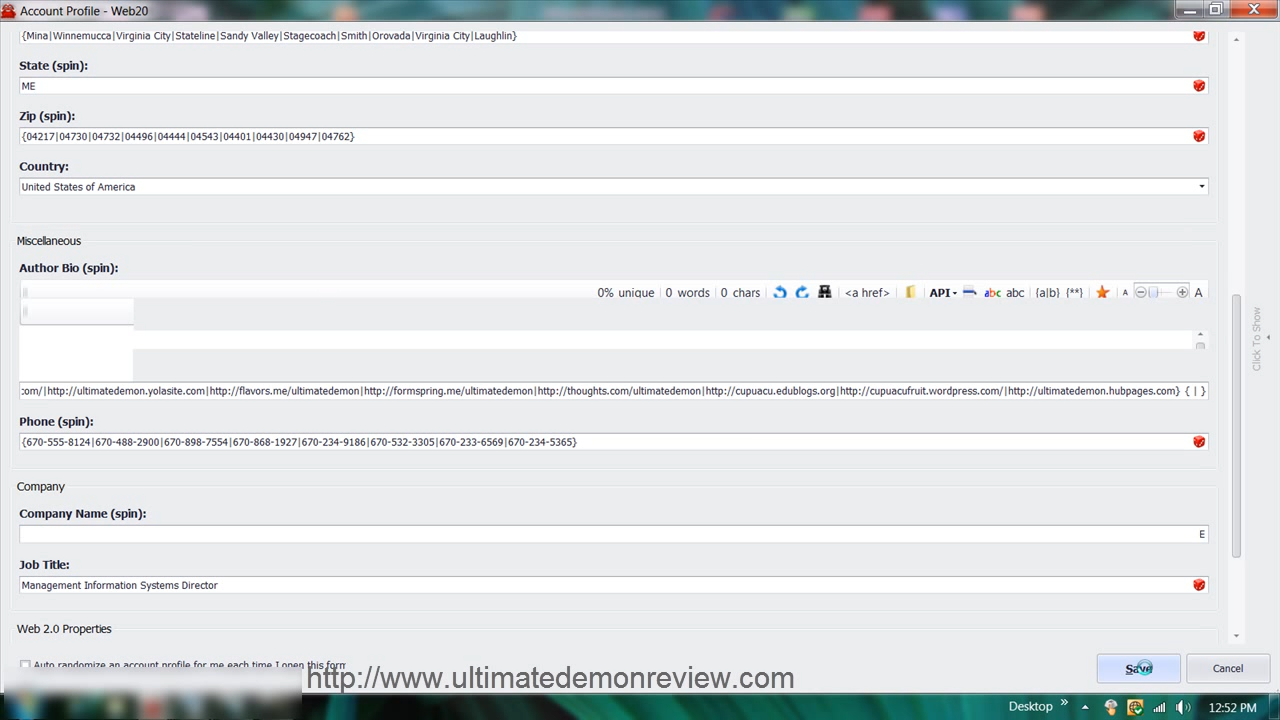 Account Profile - Web20
{Mina|Winnemucca|Virginia City|Stateline|Sandy Valley|Stagecoach|Smith|Orovada|Virginia City|Laughlin}
State (spin):
ME
Zip (spin):
{04217|04730|04732|04496|04444|04543|04401|04430|04947|04762}
Country:
United States of America
Miscellaneous
Author Bio (spin):
0% unique 0 words 0 chars <a href> API abc abc {a|b} {**} A A
Click To Show
:om/|http://ultimatedemon.yolasite.com|http://flavors.me/ultimatedemon|http://formspring.me/ultimatedemon|http://thoughts.com/ultimatedemon|http://cupuacu.edublogs.org|http://cupuacufruit.wordpress.com/|http://ultimatedemon.hubpages.com} { | }
Phone (spin):
{670-555-8124|670-488-2900|670-898-7554|670-868-1927|670-234-9186|670-532-3305|670-233-6569|670-234-5365}
Company
Company Name (spin):
E
Job Title:
Management Information Systems Director
Web 2.0 Properties
Auto randomize an account profile for me each time I open this form
Save Cancel
http://www.ultimatedemonreview.com
Desktop » 12:52 PM